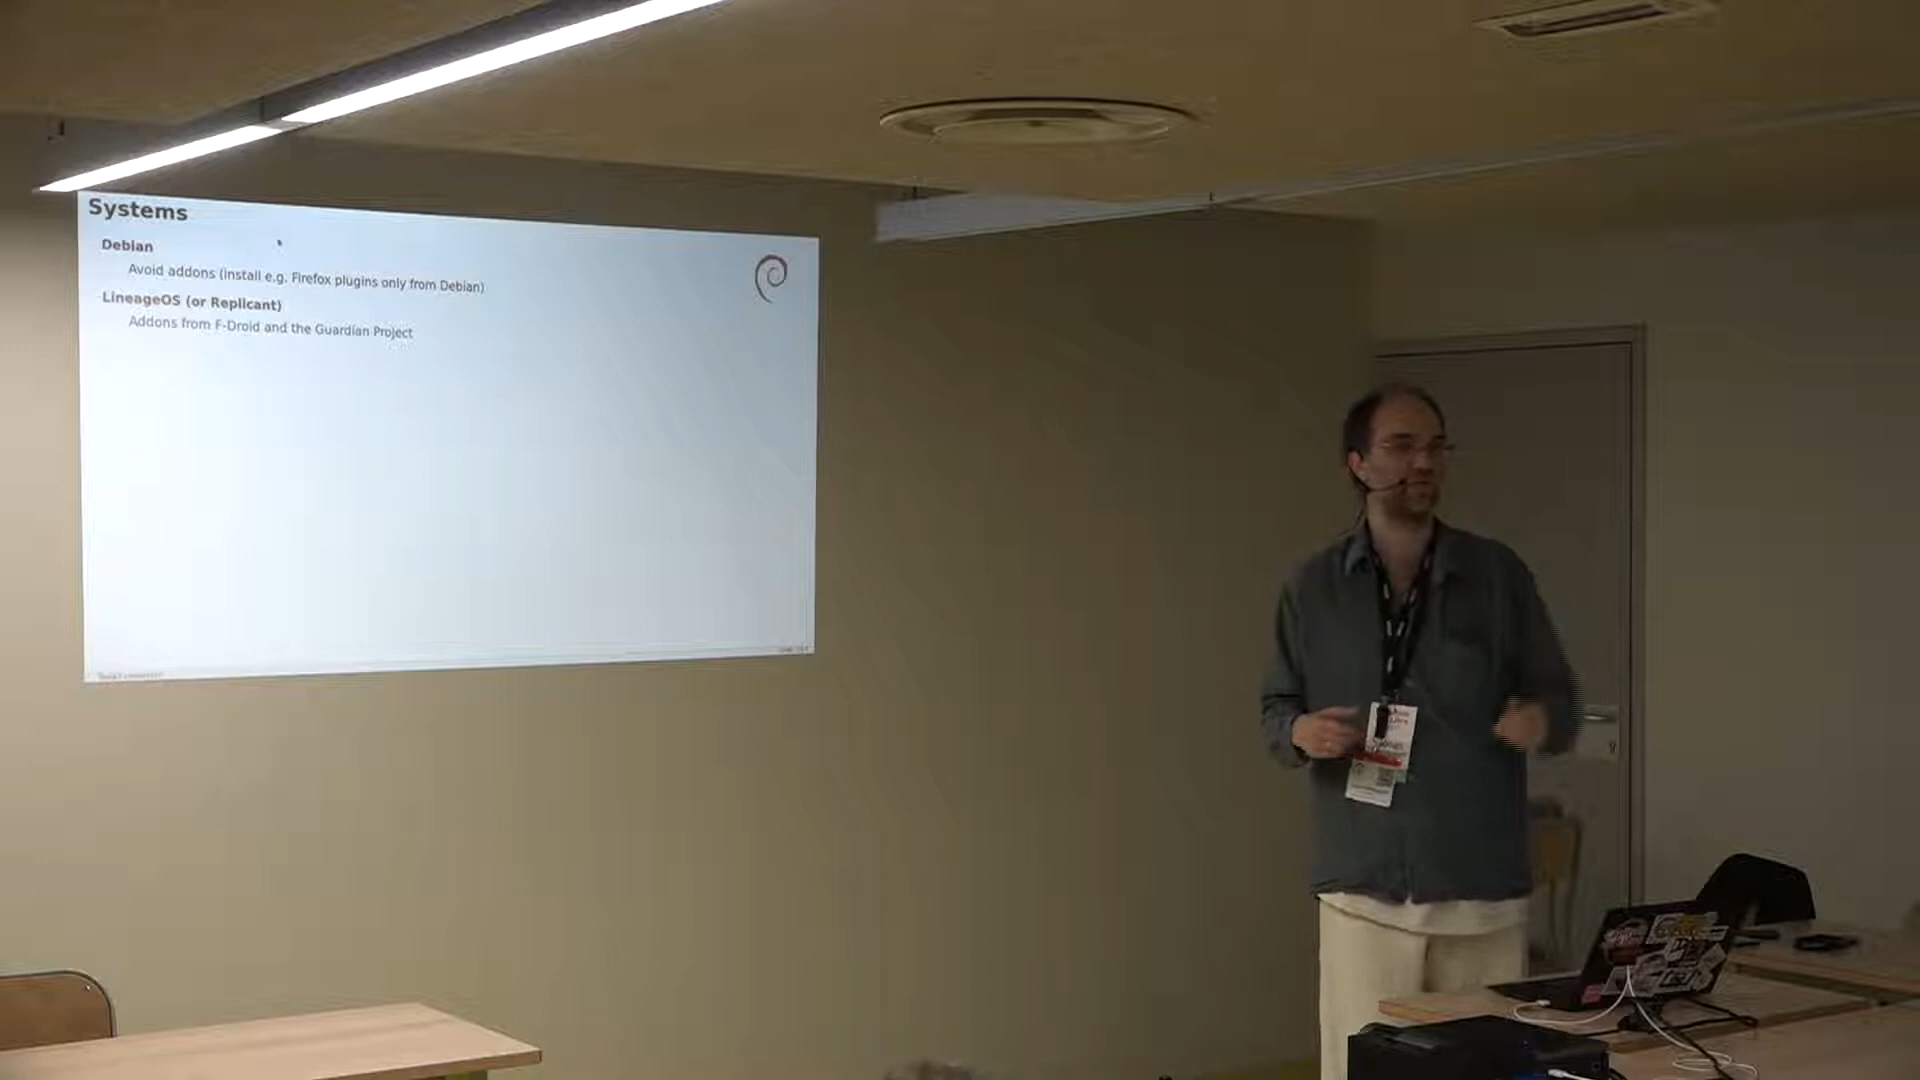 Systems
Debian
Avoid addons (install e.g. Firefox plugins only from Debian)
LineageOS (or Replicant)
Addons from F-Droid and the Guardian Project